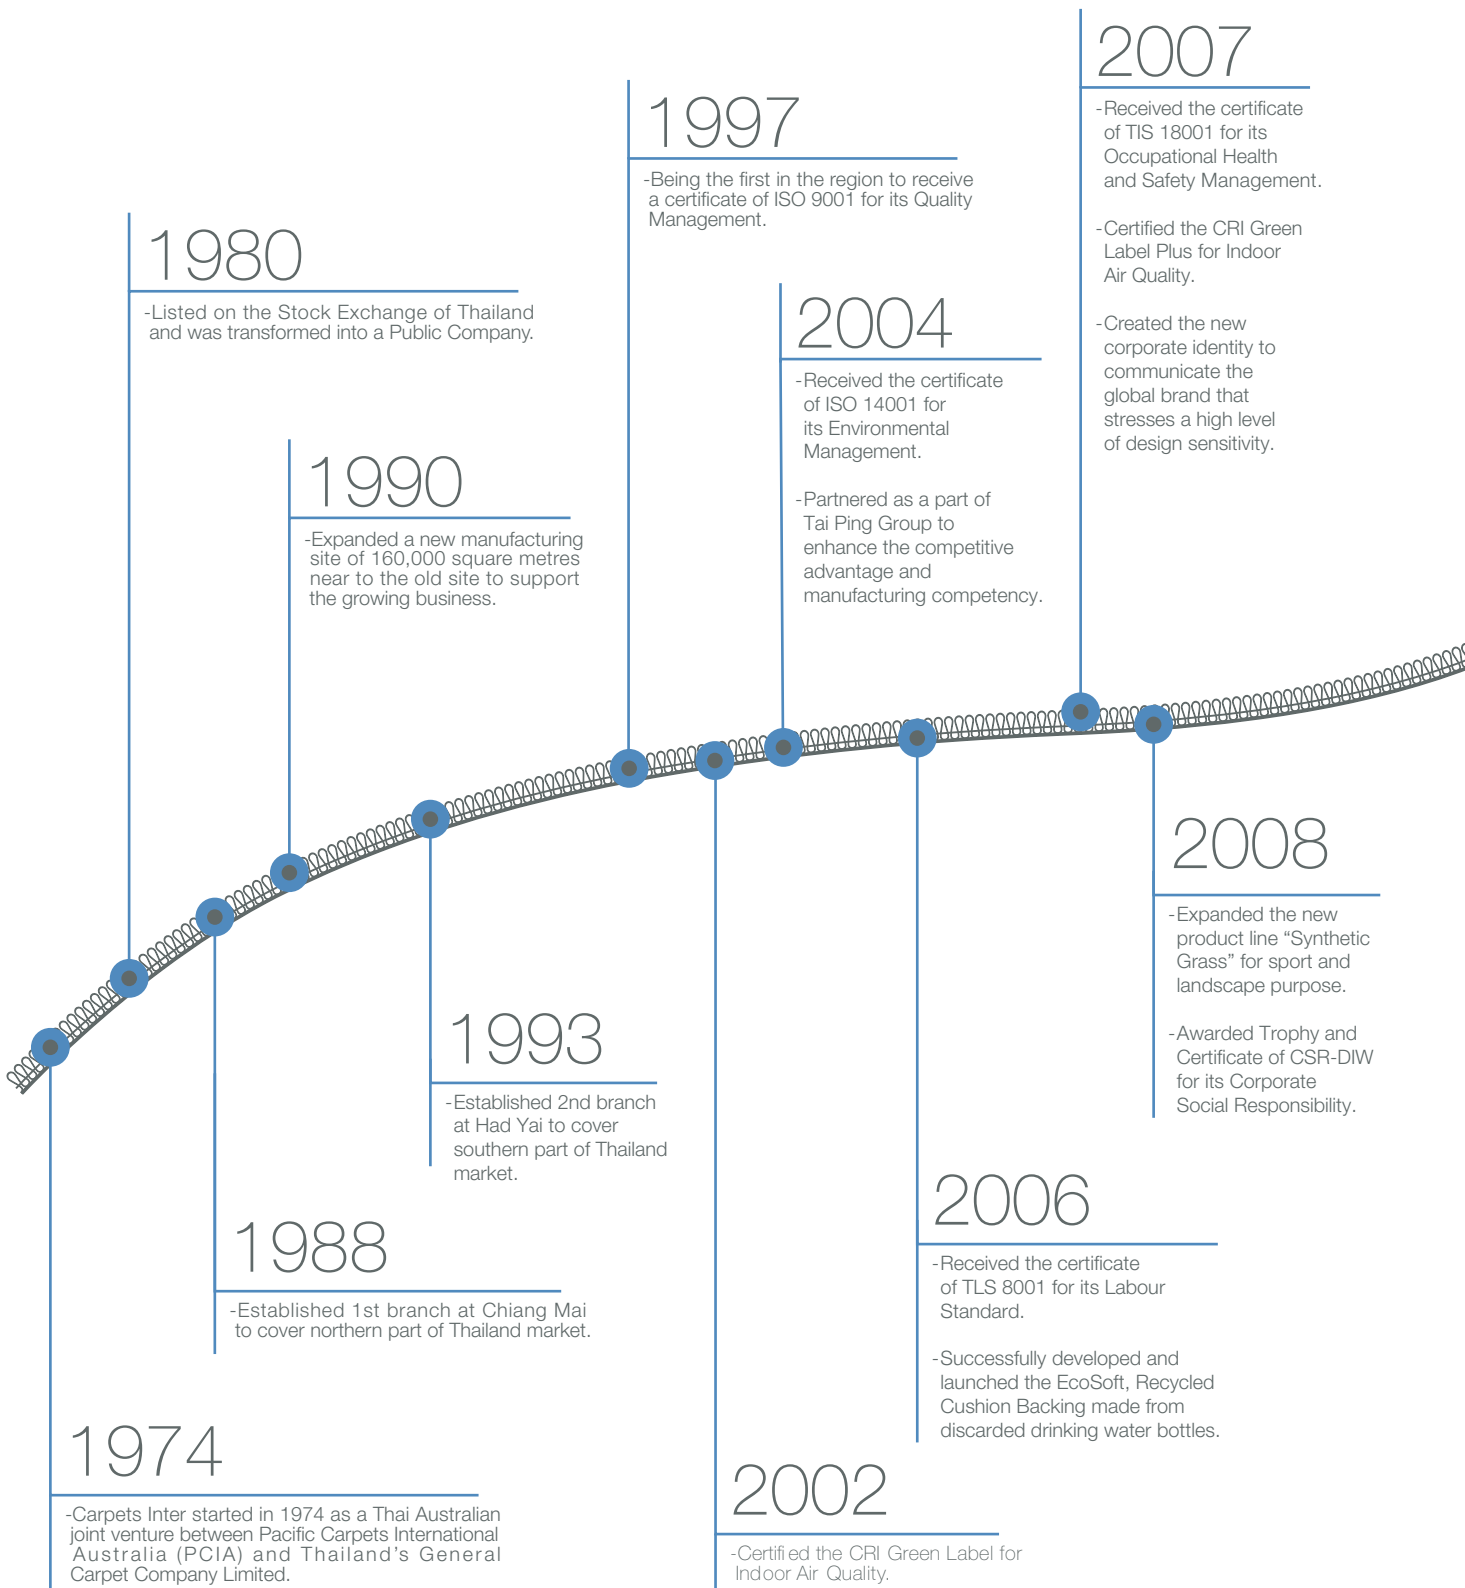 2007
-Received the certificate
of TIS 18001 for its
Occupational Health
and Safety Management.
-Certified the CRI Green
Label Plus for Indoor
Air Quality.
-Created the new
corporate identity to
communicate the
global brand that
stresses a high level
of design sensitivity.
1997
-Being the first in the region to receive
a certificate of ISO 9001 for its Quality
Management.
1980
-Listed on the Stock Exchange of Thailand
and was transformed into a Public Company.
2004
-Received the certificate
of ISO 14001 for
its Environmental
Management.
-Partnered as a part of
Tai Ping Group to
enhance the competitive
advantage and
manufacturing competency.
1990
-Expanded a new manufacturing
site of 160,000 square metres
near to the old site to support
the growing business.
2008
-Expanded the new
product line “Synthetic
Grass” for sport and
landscape purpose.
-Awarded Trophy and
Certificate of CSR-DIW
for its Corporate
Social Responsibility.
1993
-Established 2nd branch
at Had Yai to cover
southern part of Thailand
market.
2006
-Received the certificate
of TLS 8001 for its Labour
Standard.
-Successfully developed and
launched the EcoSoft, Recycled
Cushion Backing made from
discarded drinking water bottles.
1988
-Established 1st branch at Chiang Mai
to cover northern part of Thailand market.
1974
-Carpets Inter started in 1974 as a Thai Australian
joint venture between Pacific Carpets International
Australia (PCIA) and Thailand’s General
Carpet Company Limited.
2002
-Certified the CRI Green Label for
Indoor Air Quality.